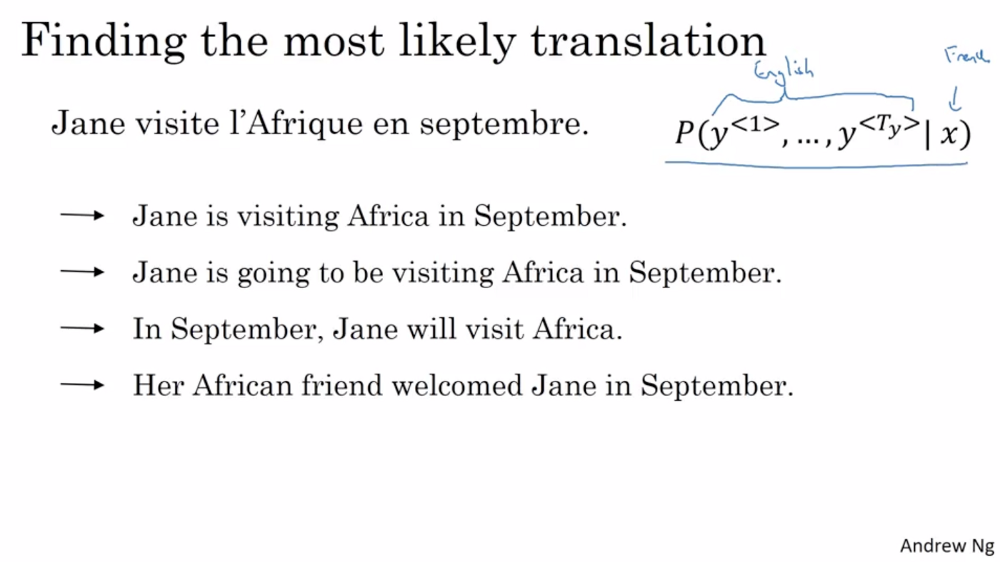 Finding the most likely translation
English
French
Jane visite l’Afrique en septembre.
P(y^{<1>}, …, y^{<T_y>} | x)
Jane is visiting Africa in September.
Jane is going to be visiting Africa in September.
In September, Jane will visit Africa.
Her African friend welcomed Jane in September.
Andrew Ng